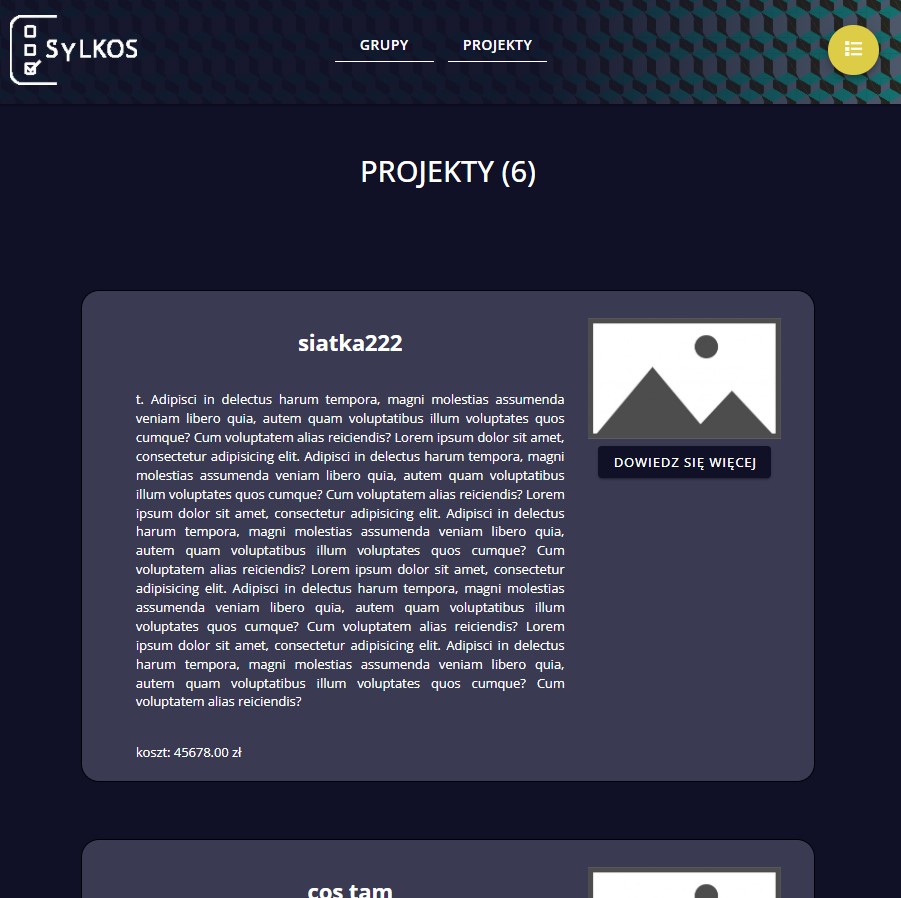 SyLKOS
GRUPY
PROJEKTY
PROJEKTY (6)
siatka222
t. Adipisci in delectus harum tempora, magni molestias assumenda
veniam libero quia, autem quam voluptatibus illum voluptates quos
cumque? Cum voluptatem alias reiciendis? Lorem ipsum dolor sit amet,
consectetur adipisicing elit. Adipisci in delectus harum tempora, magni
molestias assumenda veniam libero quia, autem quam voluptatibus
illum voluptates quos cumque? Cum voluptatem alias reiciendis? Lorem
ipsum dolor sit amet, consectetur adipisicing elit. Adipisci in delectus
harum tempora, magni molestias assumenda veniam libero quia,
autem quam voluptatibus illum voluptates quos cumque? Cum
voluptatem alias reiciendis? Lorem ipsum dolor sit amet, consectetur
adipisicing elit. Adipisci in delectus harum tempora, magni molestias
assumenda veniam libero quia, autem quam voluptatibus illum
voluptates quos cumque? Cum voluptatem alias reiciendis? Lorem
ipsum dolor sit amet, consectetur adipisicing elit. Adipisci in delectus
harum tempora, magni molestias assumenda veniam libero quia,
autem quam voluptatibus illum voluptates quos cumque? Cum
voluptatem alias reiciendis?
koszt: 45678.00 zł
DOWIEDZ SIĘ WIĘCEJ
cos tam